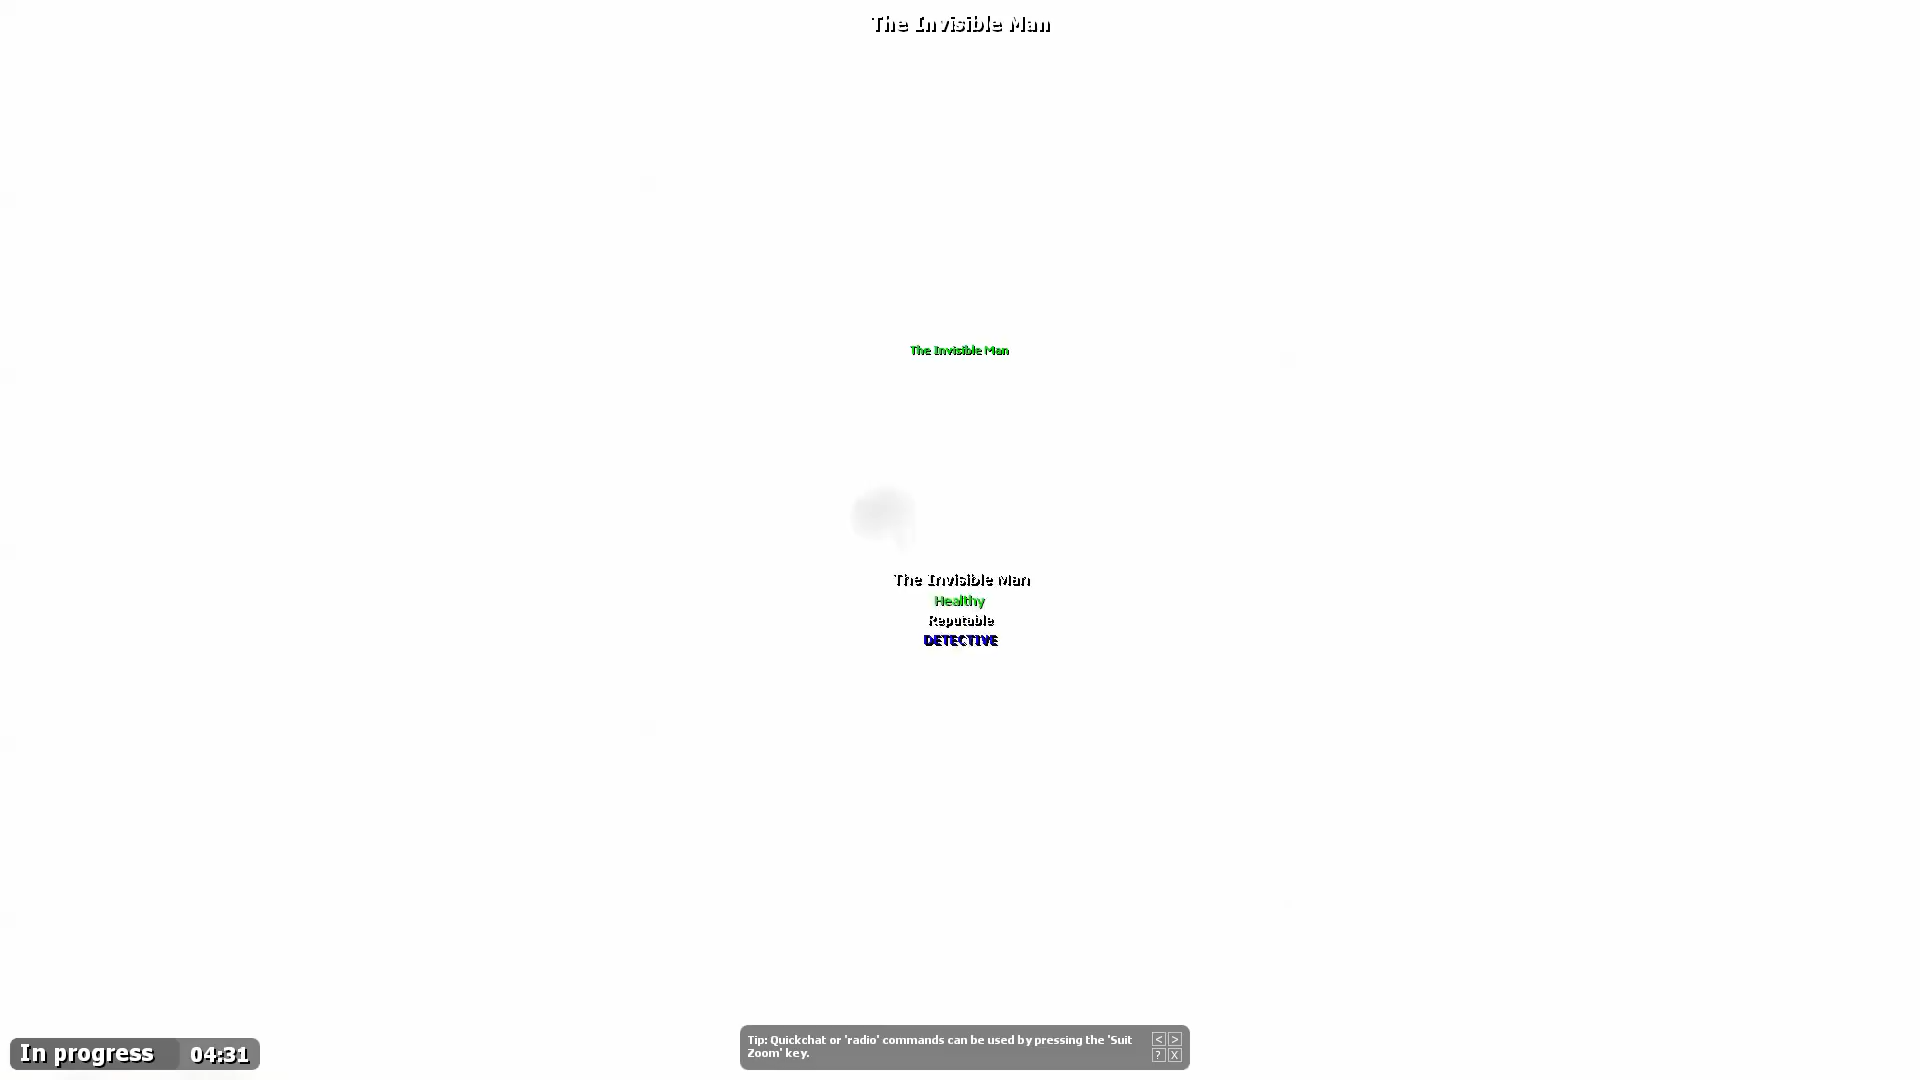 The Invisible Man
The Invisible Man
The Invisible Man
Healthy
Reputable
DETECTIVE
In progress 04:31
Tip: Quickchat or 'radio' commands can be used by pressing the 'Suit
Zoom' key.
< >
? X